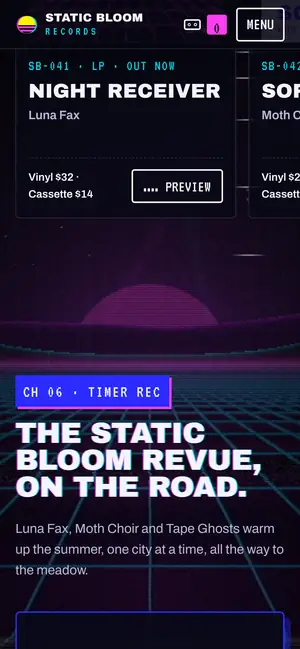 STATIC BLOOM
RECORDS
0
MENU
SB-041 · LP · OUT NOW
NIGHT RECEIVER
Luna Fax
Vinyl $32 ·
Cassette $14
PREVIEW
SB-042
SOF
Moth C
Vinyl $2
Cassett
CH 06 · TIMER REC
THE STATIC
BLOOM REVUE,
ON THE ROAD.
Luna Fax, Moth Choir and Tape Ghosts warm
up the summer, one city at a time, all the way to
the meadow.